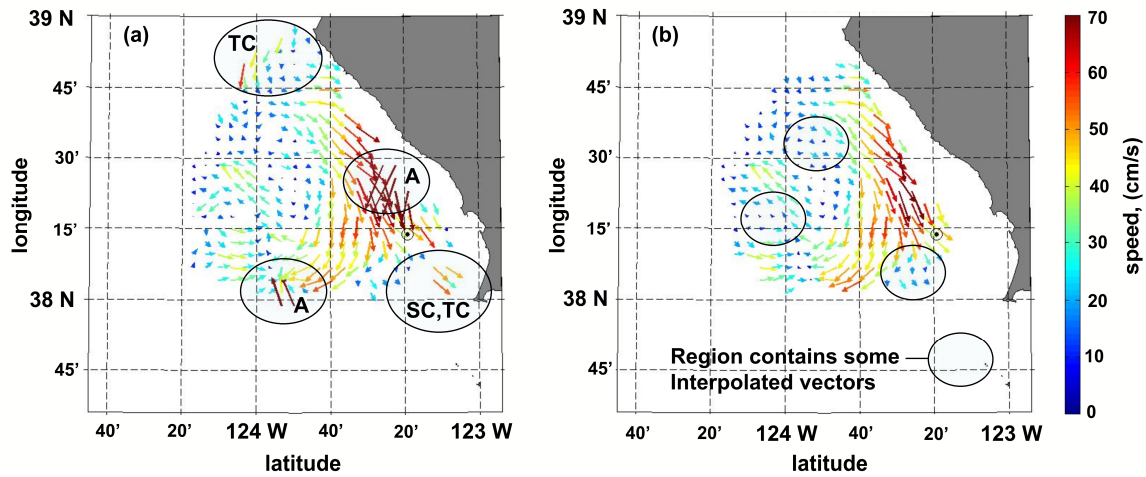 39 N
(a)
TC
45’
30’
A
15’
38 N
A
SC,TC
45’
40’ 20’ 124 W 40’ 20’ 123 W
latitude
longitude
39 N
(b)
45’
30’
15’
38 N
Region contains some
Interpolated vectors
45’
40’ 20’ 124 W 40’ 20’ 123 W
latitude
longitude
70
60
50
40
30
20
10
0
speed, (cm/s)